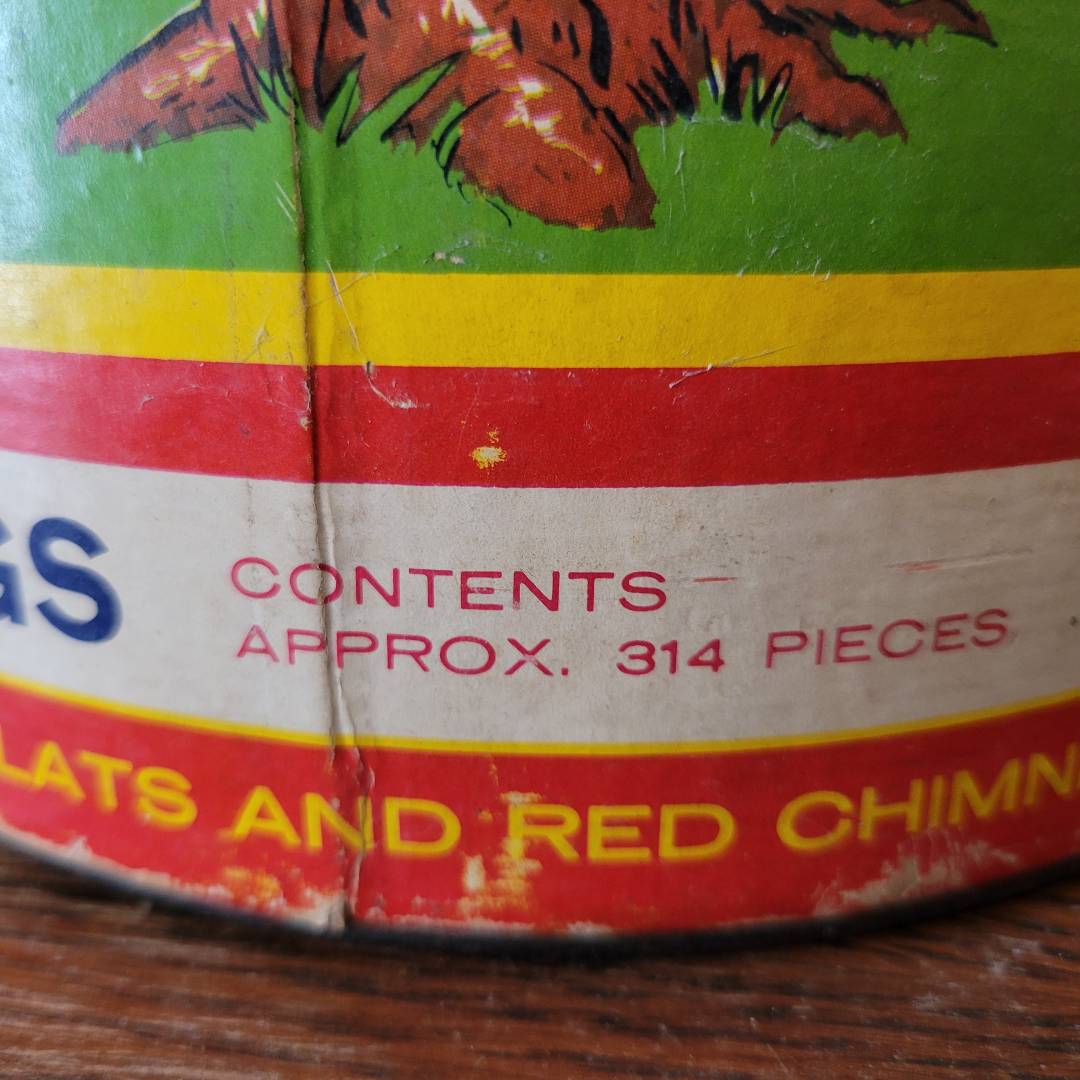 GS
CONTENTS
APPROX. 314 PIECES
LATS AND RED CHIMN